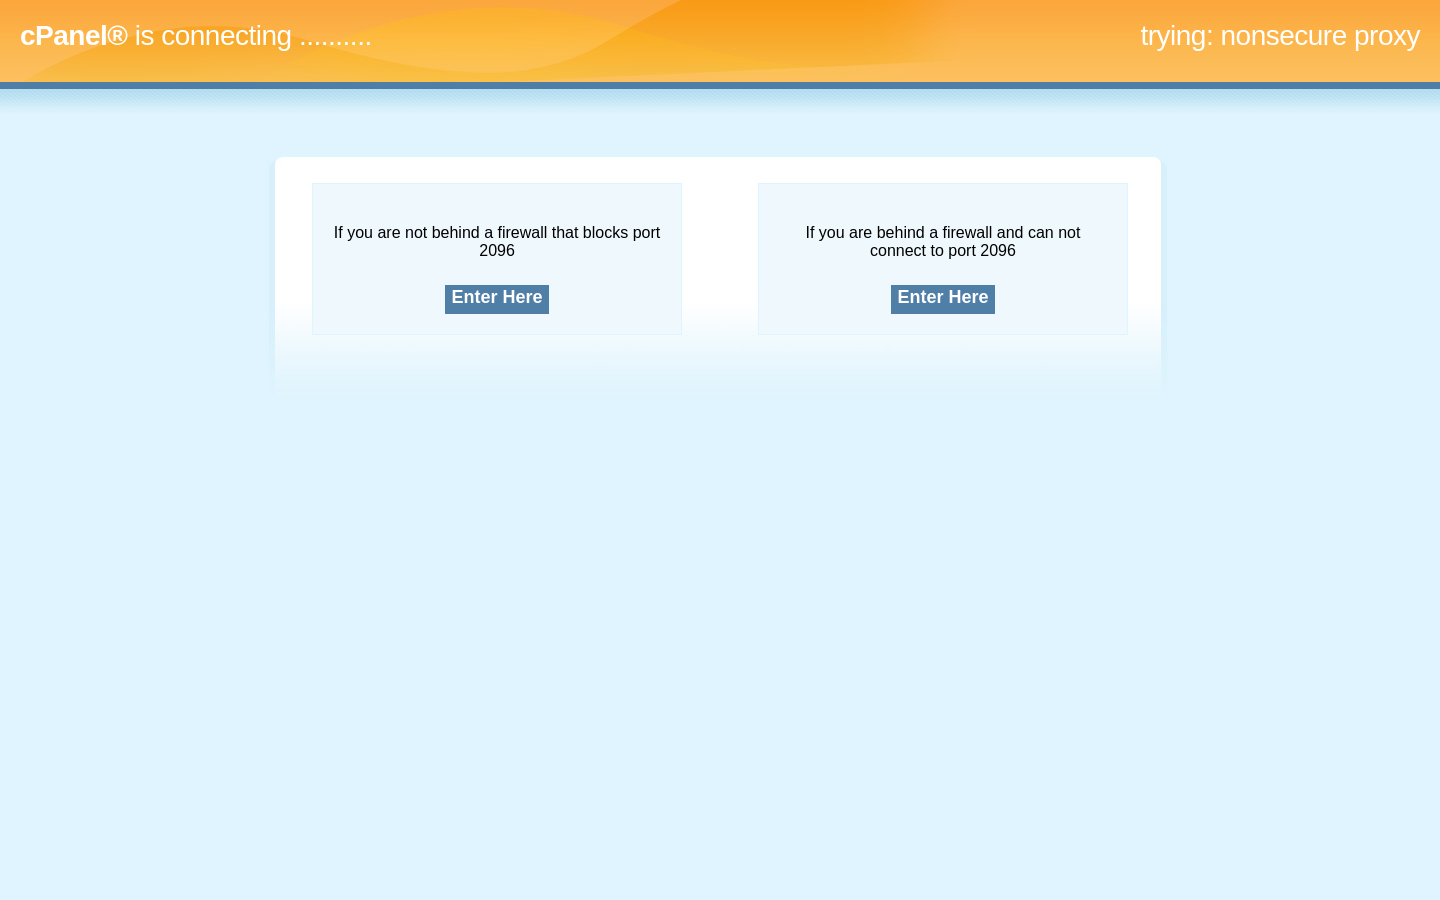 cPanel® is connecting ..........
trying: nonsecure proxy
If you are not behind a firewall that blocks port
2096
Enter Here
If you are behind a firewall and can not
connect to port 2096
Enter Here